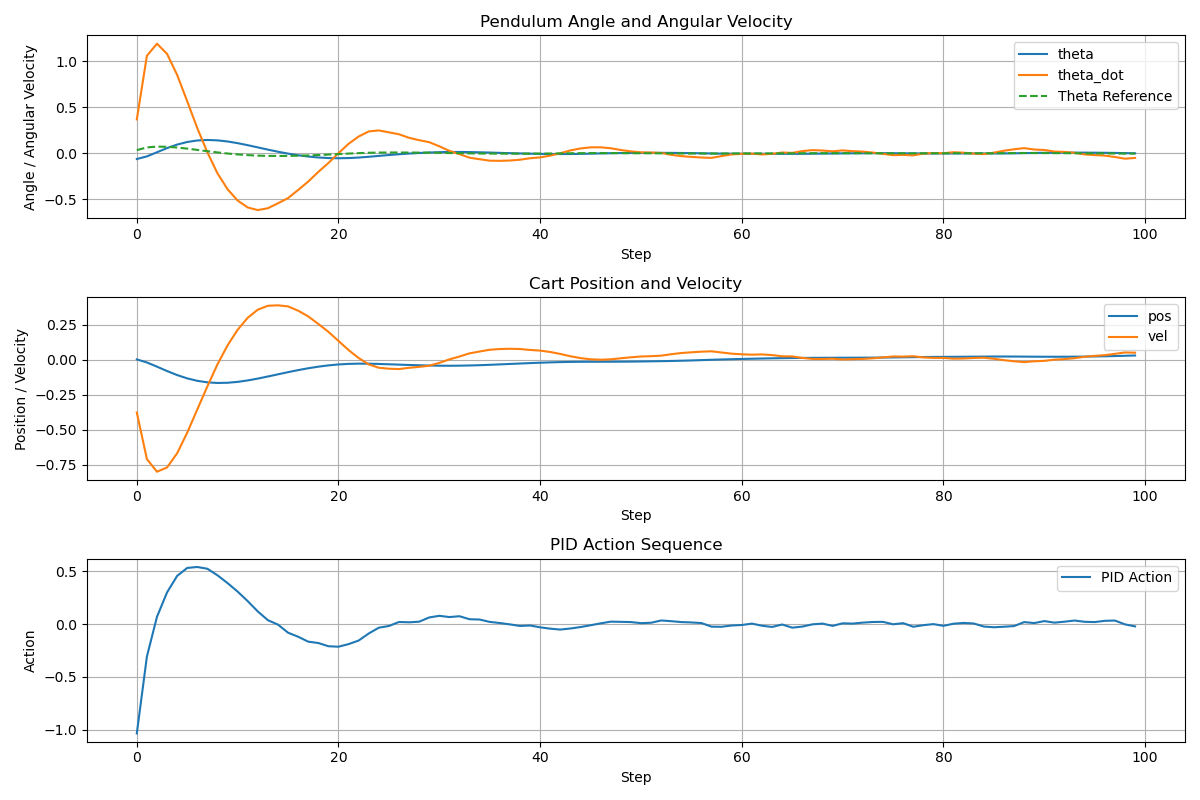 Pendulum Angle and Angular Velocity
Angle / Angular Velocity
1.0
0.5
0.0
−0.5
theta
theta_dot
Theta Reference
0 20 40 60 80 100
Step
Cart Position and Velocity
Position / Velocity
0.25
0.00
−0.25
−0.50
−0.75
pos
vel
0 20 40 60 80 100
Step
PID Action Sequence
Action
0.5
0.0
−0.5
−1.0
PID Action
0 20 40 60 80 100
Step